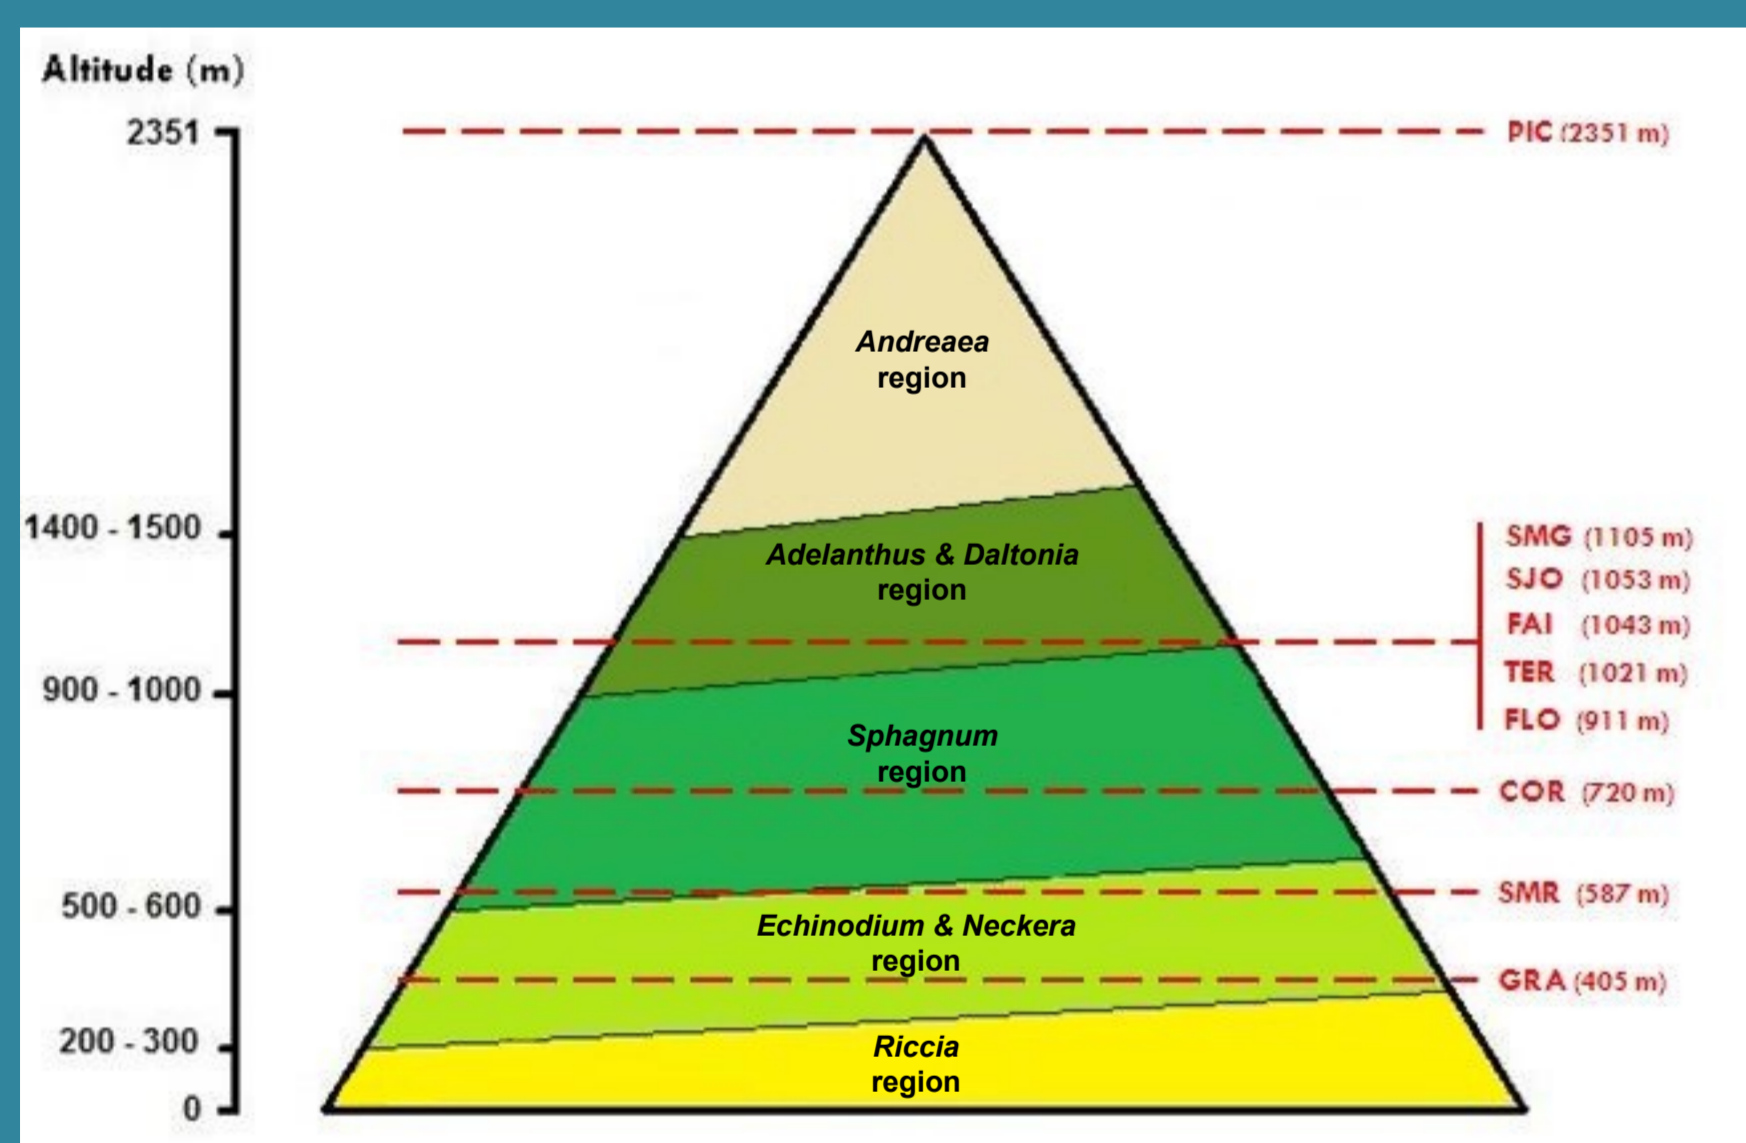 Altitude (m)
2351
PIC (2351 m)
Andreaea
region
1400 - 1500
SMG (1105 m)
Adelanthus & Daltonia
region
SJO (1053 m)
FAI (1043 m)
TER (1021 m)
900 - 1000
FLO (911 m)
Sphagnum
region
COR (720 m)
SMR (587 m)
500 - 600
Echinodium & Neckera
region
GRA (405 m)
200 - 300
Riccia
region
0